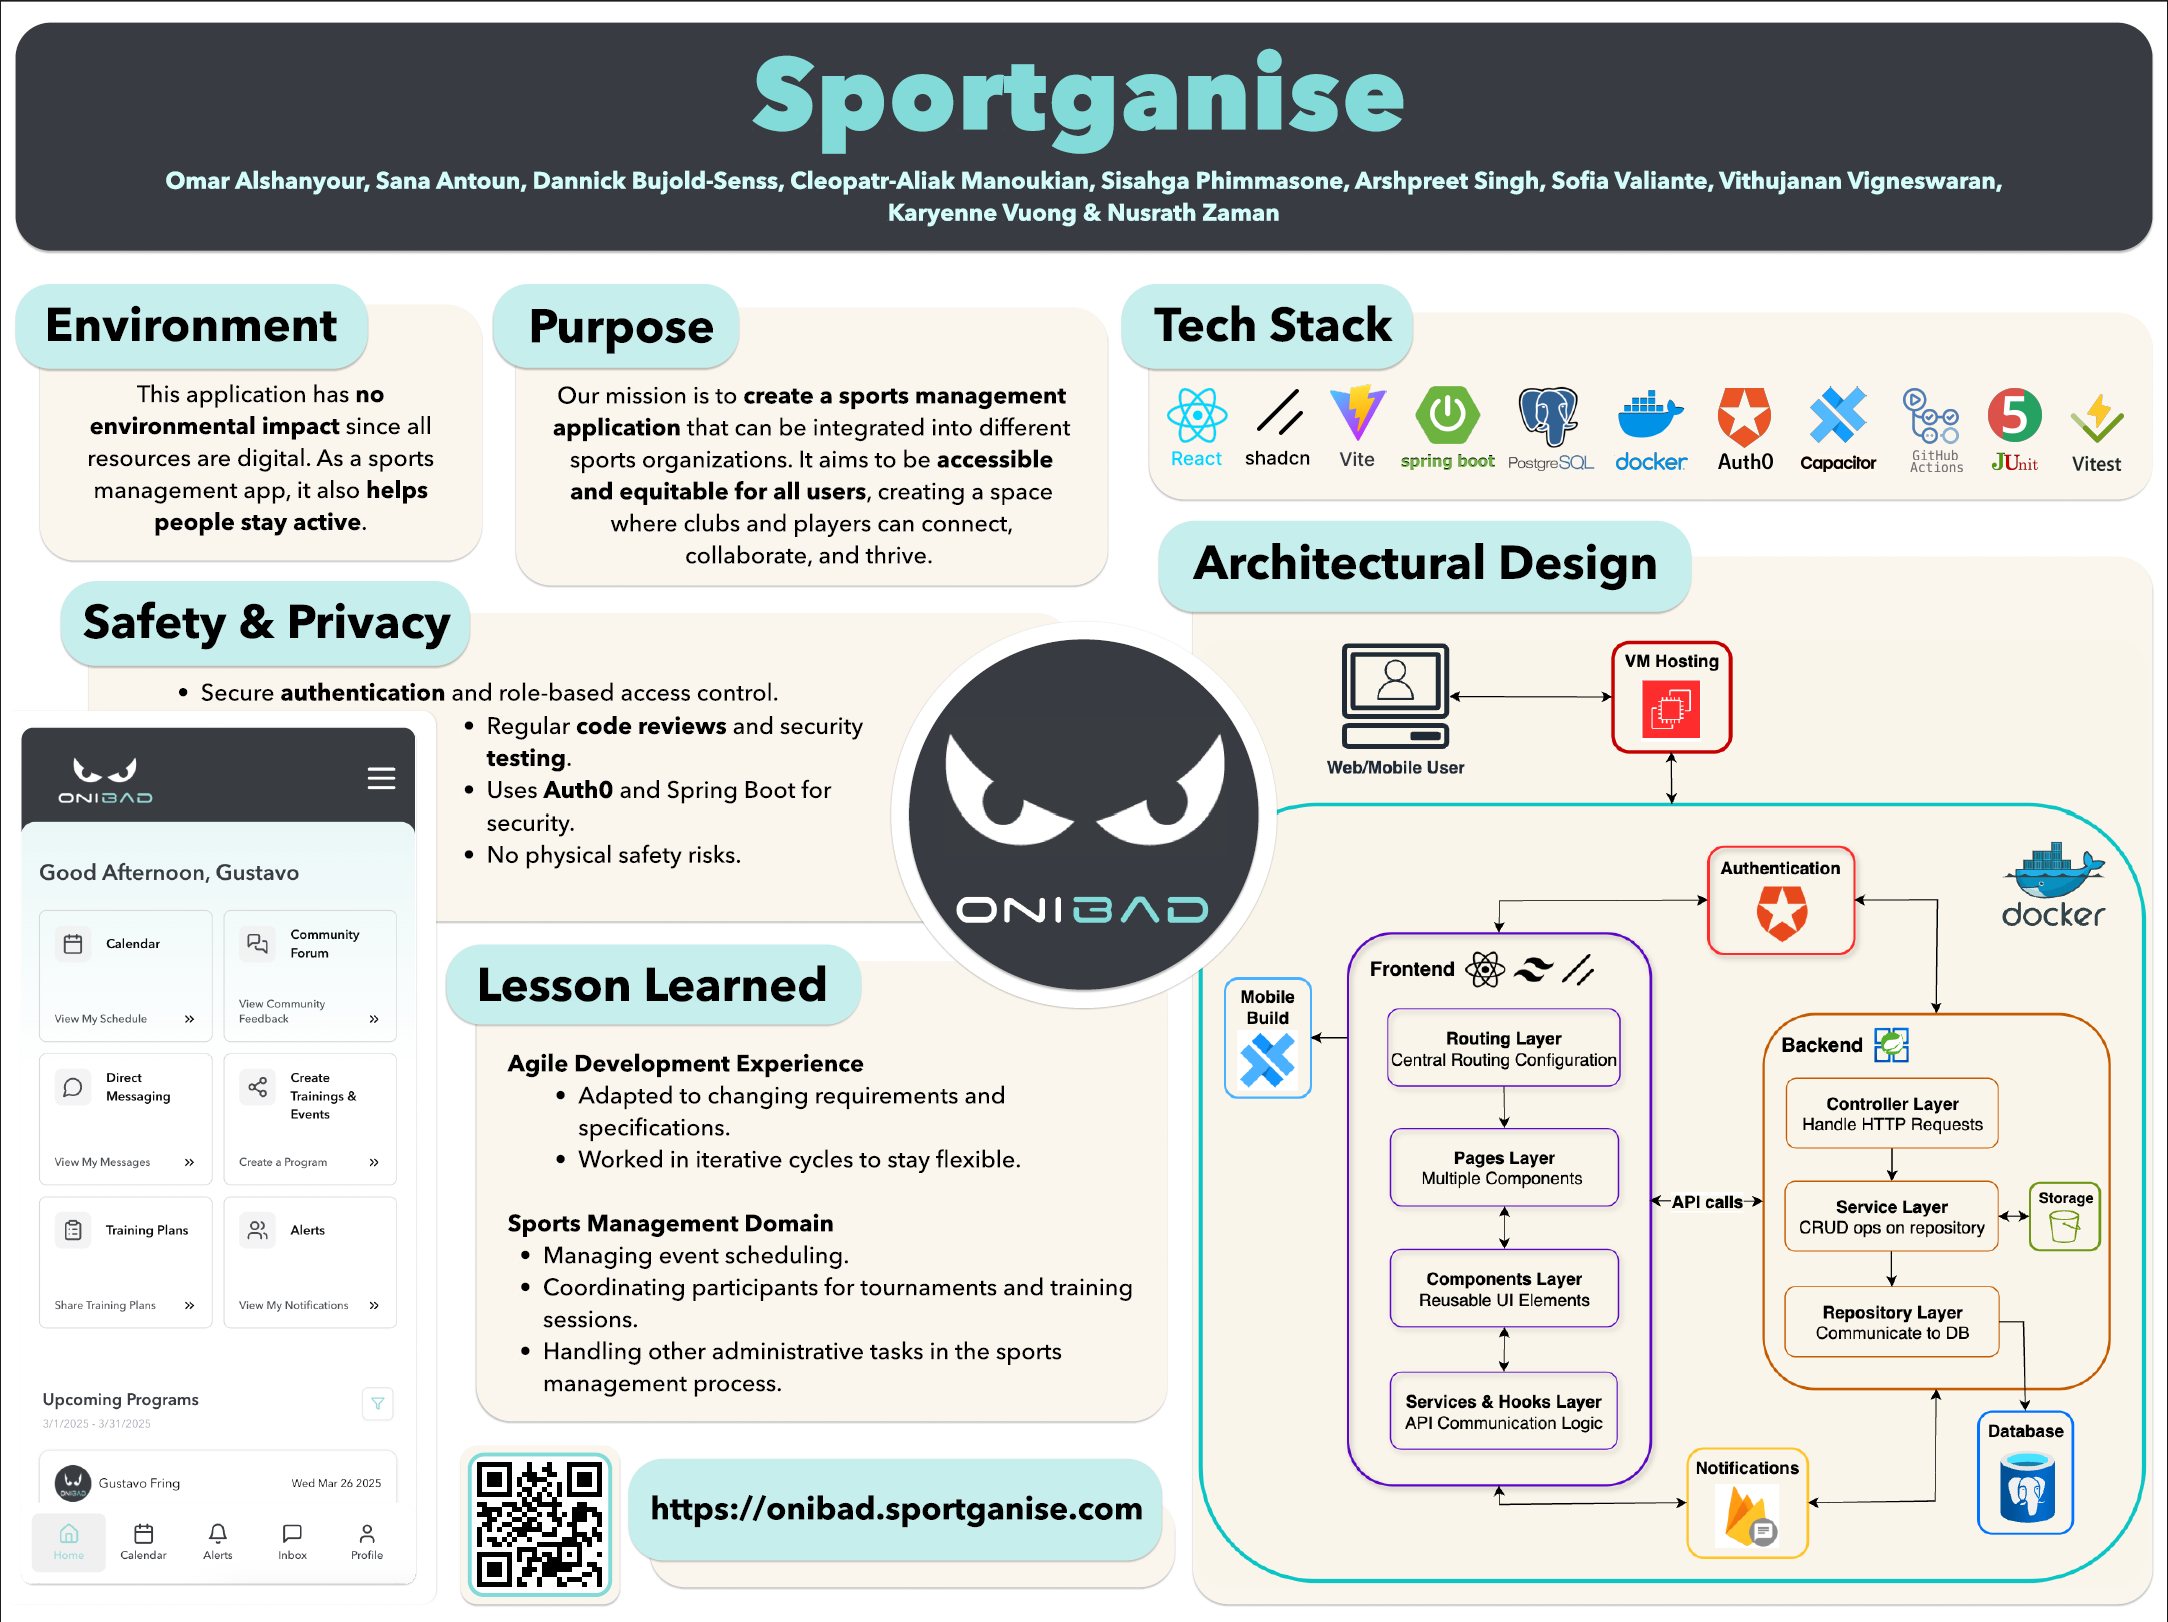 Sportganise
Omar Alshanyour, Sana Antoun, Dannick Bujold-Senss, Cleopatr-Aliak Manoukian, Sisahga Phimmasone, Arshpreet Singh, Sofia Valiante, Vithujanan Vigneswaran,
Karyenne Vuong & Nusrath Zaman
Environment
This application has no
environmental impact since all
resources are digital. As a sports
management app, it also helps
people stay active.
Purpose
Our mission is to create a sports management
application that can be integrated into different
sports organizations. It aims to be accessible
and equitable for all users, creating a space
where clubs and players can connect,
collaborate, and thrive.
Tech Stack
React
shadcn
Vite
spring boot
PostgreSQL
docker
Auth0
Capacitor
GitHub
Actions
5
JUnit
Vitest
Safety & Privacy
• Secure authentication and role-based access control.
• Regular code reviews and security
testing.
• Uses Auth0 and Spring Boot for
security.
• No physical safety risks.
ONIBAD
ONIBAD
Good Afternoon, Gustavo
Calendar
View My Schedule
Community
Forum
View Community
Feedback
Direct
Messaging
View My Messages
Create
Trainings &
Events
Create a Program
Training Plans
Share Training Plans
Alerts
View My Notifications
Upcoming Programs
3/1/2025 - 3/31/2025
ONIBAD
Gustavo Fring
Wed Mar 26 2025
Home
Calendar
Alerts
Inbox
Profile
Lesson Learned
Agile Development Experience
• Adapted to changing requirements and
specifications.
• Worked in iterative cycles to stay flexible.
Sports Management Domain
• Managing event scheduling.
• Coordinating participants for tournaments and training
sessions.
• Handling other administrative tasks in the sports
management process.
https://onibad.sportganise.com
Architectural Design
Web/Mobile User
VM Hosting
Authentication
docker
Mobile
Build
Frontend
Routing Layer
Central Routing Configuration
Pages Layer
Multiple Components
Components Layer
Reusable UI Elements
Services & Hooks Layer
API Communication Logic
API calls
Backend
Controller Layer
Handle HTTP Requests
Service Layer
CRUD ops on repository
Storage
Repository Layer
Communicate to DB
Database
Notifications